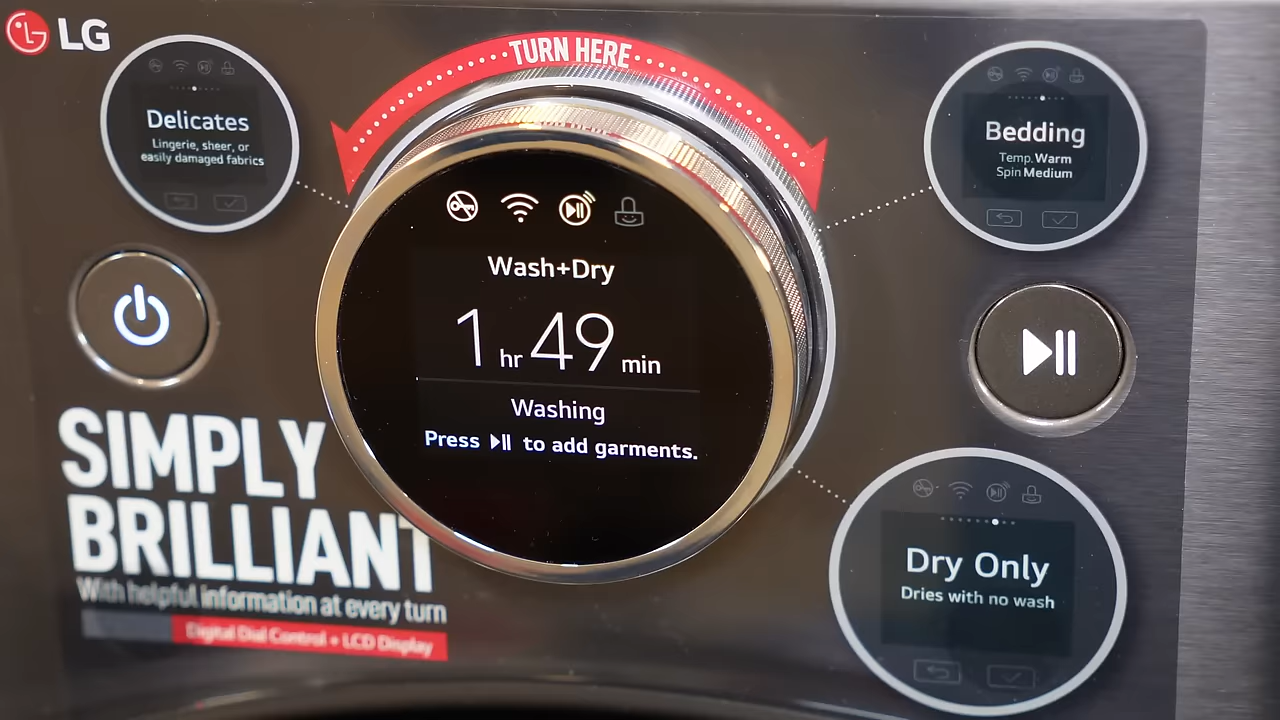 LG
TURN HERE
Delicates
Lingerie, sheer, or
easily damaged fabrics
Bedding
Temp. Warm
Spin Medium
Wash+Dry
1 hr 49 min
Washing
Press to add garments.
SIMPLY
BRILLIANT
With helpful information at every turn
Digital Dial Control + LCD Display
Dry Only
Dries with no wash